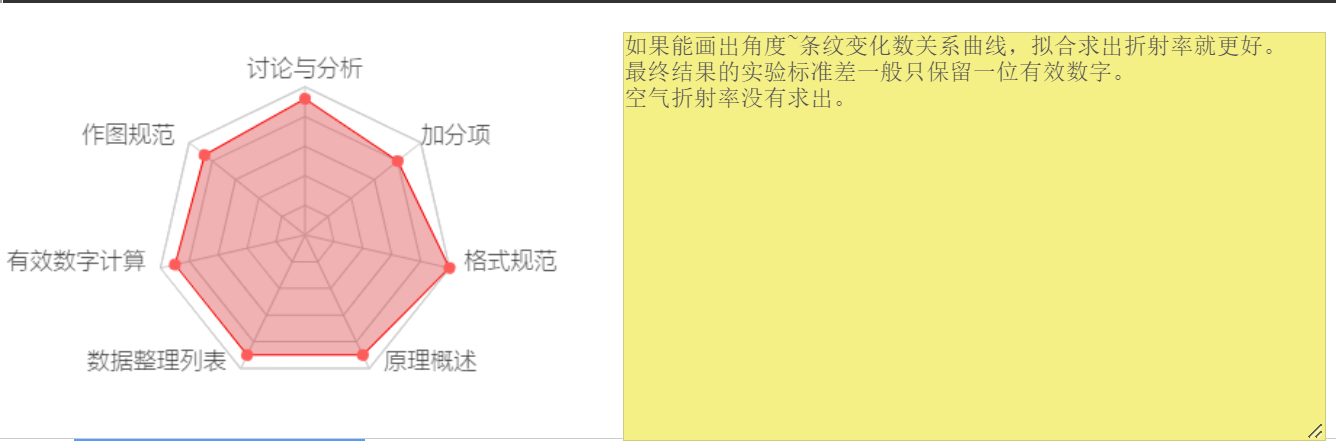 讨论与分析
作图规范
加分项
有效数字计算
格式规范
数据整理列表
原理概述
如果能画出角度~条纹变化数关系曲线，拟合求出折射率就更好。
最终结果的实验标准差一般只保留一位有效数字。
空气折射率没有求出。